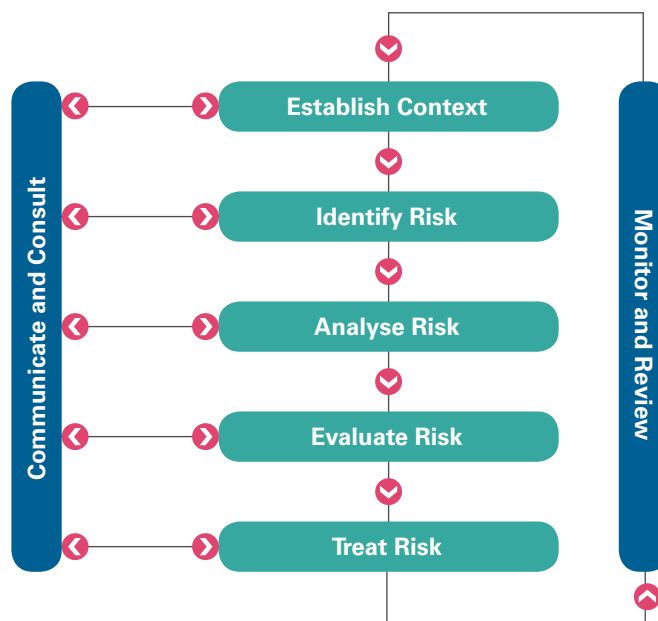 Establish Context
Identify Risk
Analyse Risk
Evaluate Risk
Treat Risk
Communicate and Consult
Monitor and Review